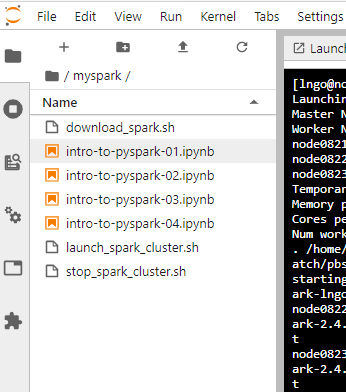 File Edit View Run Kernel Tabs Settings
Launch
/ myspark /
Name
download_spark.sh
intro-to-pyspark-01.ipynb
intro-to-pyspark-02.ipynb
intro-to-pyspark-03.ipynb
intro-to-pyspark-04.ipynb
launch_spark_cluster.sh
stop_spark_cluster.sh
[lngo@no
Launchin
Master N
Worker N
node0821
node0822
node0823
Temporar
Memory p
Cores pe
Num work
. /home/
atch/pbs
starting
ark-lngo
node0822
ark-2.4.
t
node0823
ark-2.4.
t